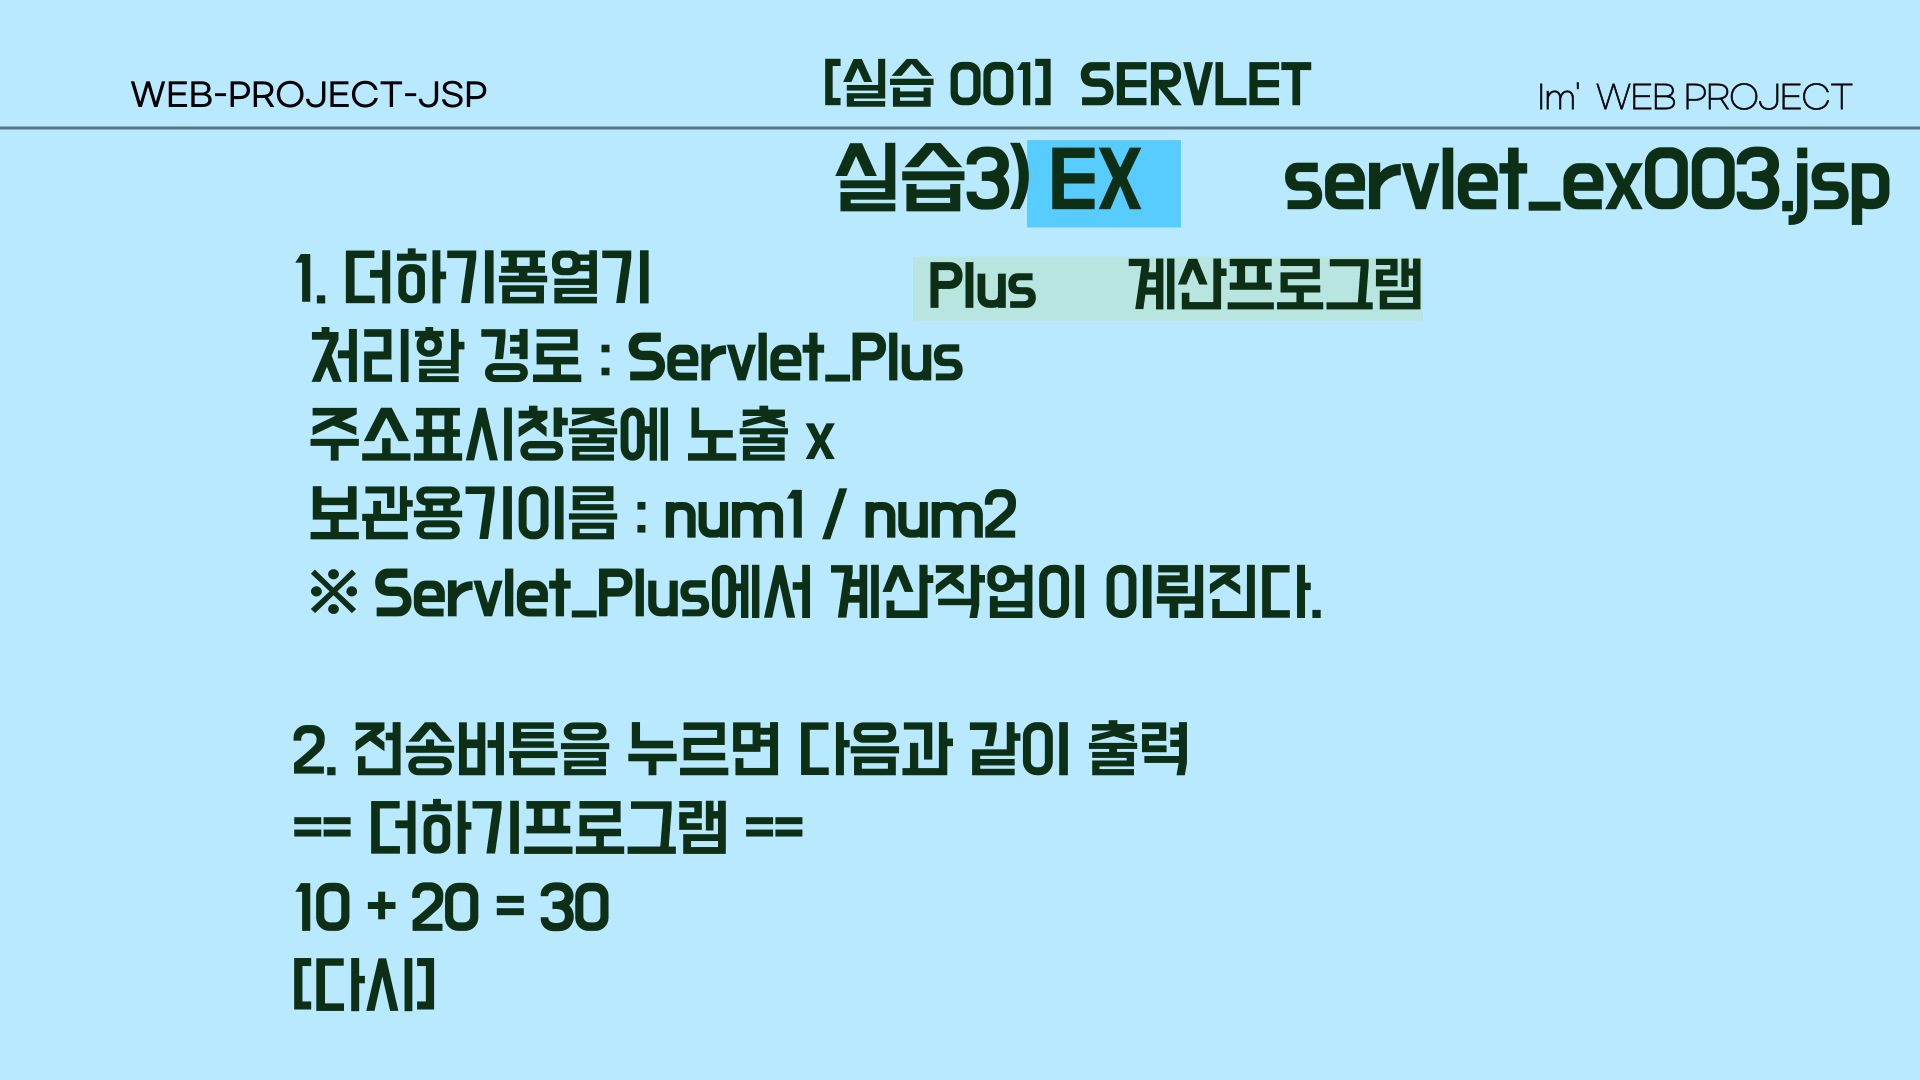 WEB-PROJECT-JSP
[실습 001] SERVLET
Im' WEB PROJECT
실습3) EX servlet_ex003.jsp
1. 더하기폼열기 Plus 계산프로그램
처리할 경로 : Servlet_Plus
주소표시창줄에 노출 x
보관용기이름 : num1 / num2
※ Servlet_Plus에서 계산작업이 이뤄진다.
2. 전송버튼을 누르면 다음과 같이 출력
== 더하기프로그램 ==
10 + 20 = 30
[다시]